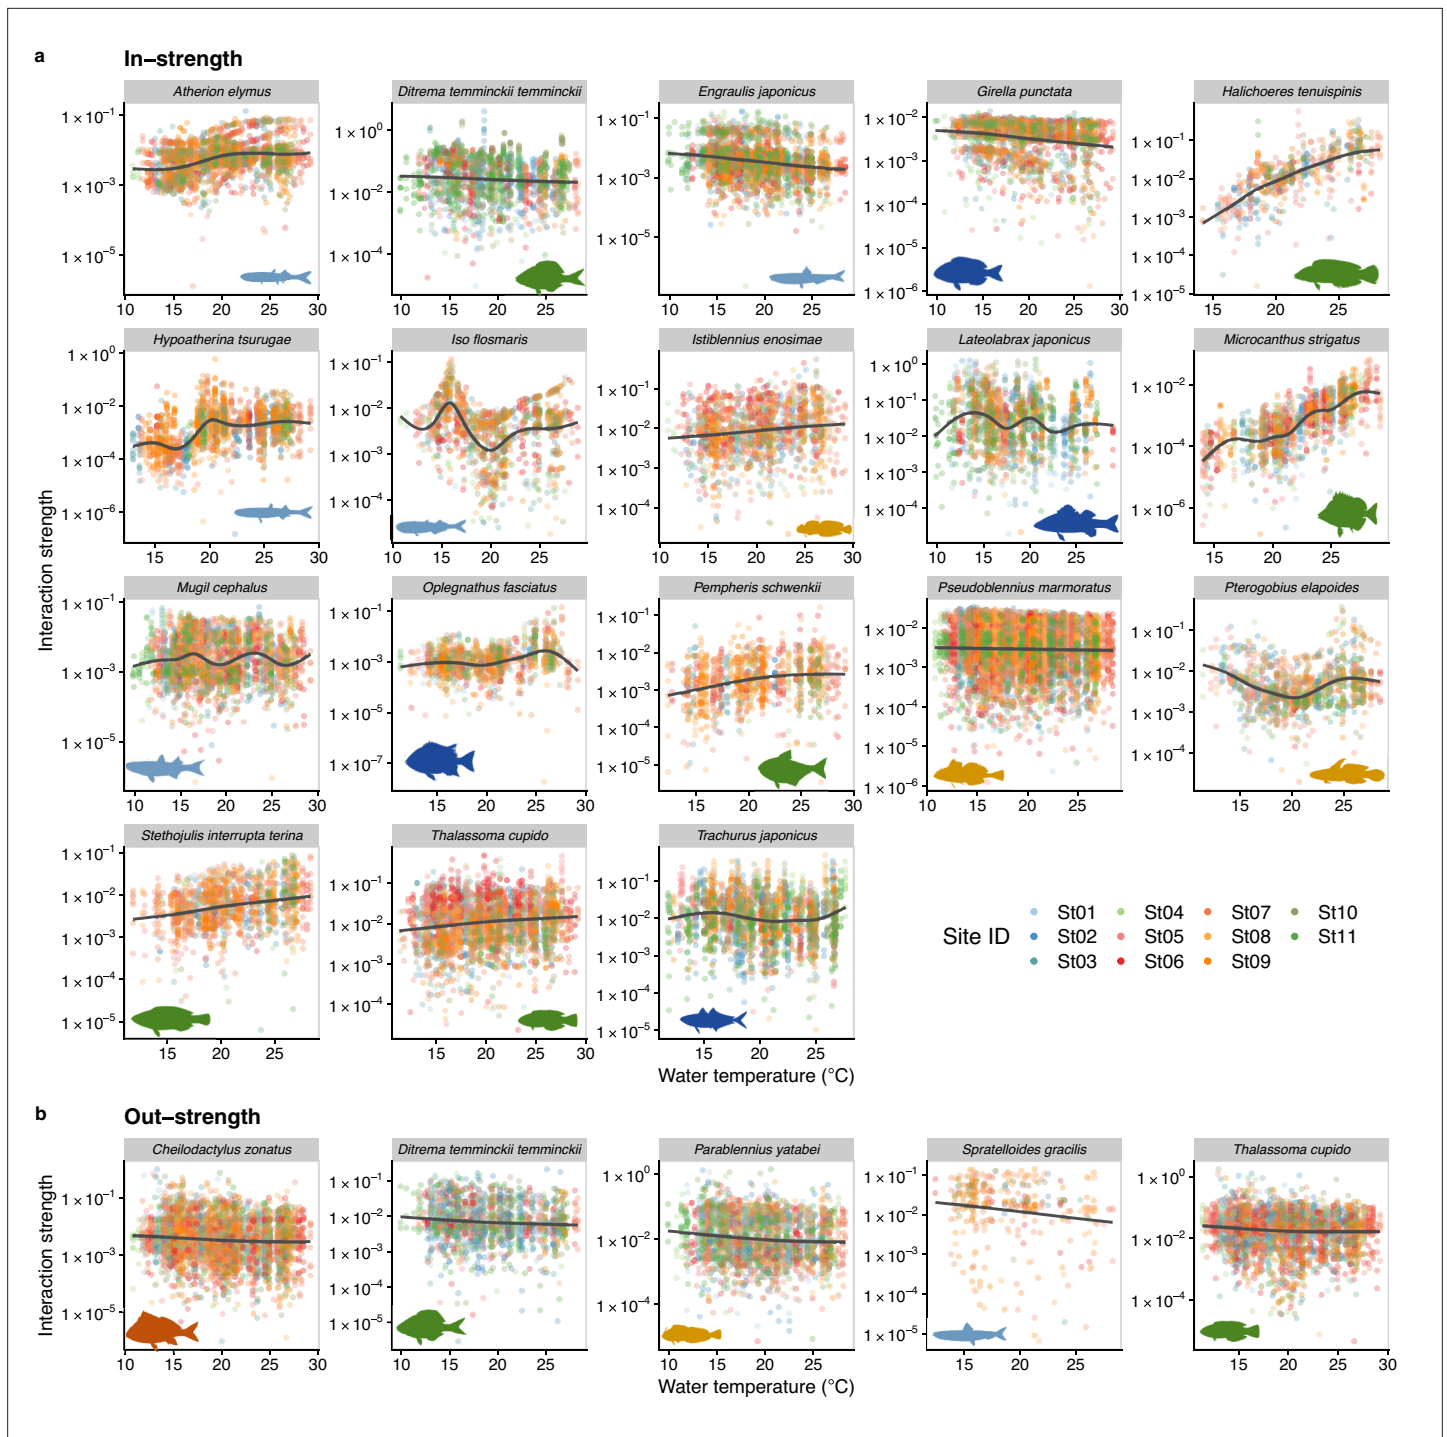 a
In–strength
Atherion elymus
Ditrema temminckii temminckii
Engraulis japonicus
Girella punctata
Halichoeres tenuispinis
1 × 10⁻¹
1 × 10⁻³
1 × 10⁻⁵
10 15 20 25 30
1 × 10⁰
1 × 10⁻²
1 × 10⁻⁴
10 15 20 25
1 × 10⁻¹
1 × 10⁻³
1 × 10⁻⁵
10 15 20 25
1 × 10⁻²
1 × 10⁻³
1 × 10⁻⁴
1 × 10⁻⁵
1 × 10⁻⁶
10 15 20 25 30
1 × 10⁻¹
1 × 10⁻²
1 × 10⁻³
1 × 10⁻⁴
1 × 10⁻⁵
15 20 25
Interaction strength
Hypoatherina tsurugae
Iso flosmaris
Istiblennius enosimae
Lateolabrax japonicus
Microcanthus strigatus
1 × 10⁰
1 × 10⁻²
1 × 10⁻⁴
1 × 10⁻⁶
15 20 25 30
1 × 10⁻¹
1 × 10⁻²
1 × 10⁻³
1 × 10⁻⁴
10 15 20 25
1 × 10⁻¹
1 × 10⁻²
1 × 10⁻³
1 × 10⁻⁴
10 15 20 25 30
1 × 10⁰
1 × 10⁻¹
1 × 10⁻²
1 × 10⁻³
1 × 10⁻⁴
10 15 20 25
1 × 10⁻²
1 × 10⁻⁴
1 × 10⁻⁶
15 20 25
Mugil cephalus
Oplegnathus fasciatus
Pempheris schwenkii
Pseudoblennius marmoratus
Pterogobius elapoides
1 × 10⁻¹
1 × 10⁻³
1 × 10⁻⁵
10 15 20 25 30
1 × 10⁻¹
1 × 10⁻³
1 × 10⁻⁵
1 × 10⁻⁷
15 20 25
1 × 10⁻¹
1 × 10⁻²
1 × 10⁻³
1 × 10⁻⁴
1 × 10⁻⁵
15 20 25 30
1 × 10⁻²
1 × 10⁻³
1 × 10⁻⁴
1 × 10⁻⁵
1 × 10⁻⁶
10 15 20 25
1 × 10⁻¹
1 × 10⁻²
1 × 10⁻³
1 × 10⁻⁴
15 20 25
Stethojulis interrupta terina
Thalassoma cupido
Trachurus japonicus
1 × 10⁻¹
1 × 10⁻²
1 × 10⁻³
1 × 10⁻⁴
1 × 10⁻⁵
15 20 25
1 × 10⁻¹
1 × 10⁻²
1 × 10⁻³
1 × 10⁻⁴
15 20 25 30
1 × 10⁻¹
1 × 10⁻²
1 × 10⁻³
1 × 10⁻⁴
1 × 10⁻⁵
15 20 25
Water temperature (°C)
Site ID
St01 St04 St07 St10
St02 St05 St08 St11
St03 St06 St09
b
Out–strength
Cheilodactylus zonatus
Ditrema temminckii temminckii
Parablennius yatabei
Spratelloides gracilis
Thalassoma cupido
Interaction strength
1 × 10⁻¹
1 × 10⁻³
1 × 10⁻⁵
10 15 20 25 30
1 × 10⁻¹
1 × 10⁻²
1 × 10⁻³
1 × 10⁻⁴
1 × 10⁻⁵
10 15 20 25
1 × 10⁰
1 × 10⁻²
1 × 10⁻⁴
10 15 20 25
1 × 10⁻¹
1 × 10⁻²
1 × 10⁻³
1 × 10⁻⁴
1 × 10⁻⁵
15 20 25
1 × 10⁰
1 × 10⁻²
1 × 10⁻⁴
15 20 25 30
Water temperature (°C)